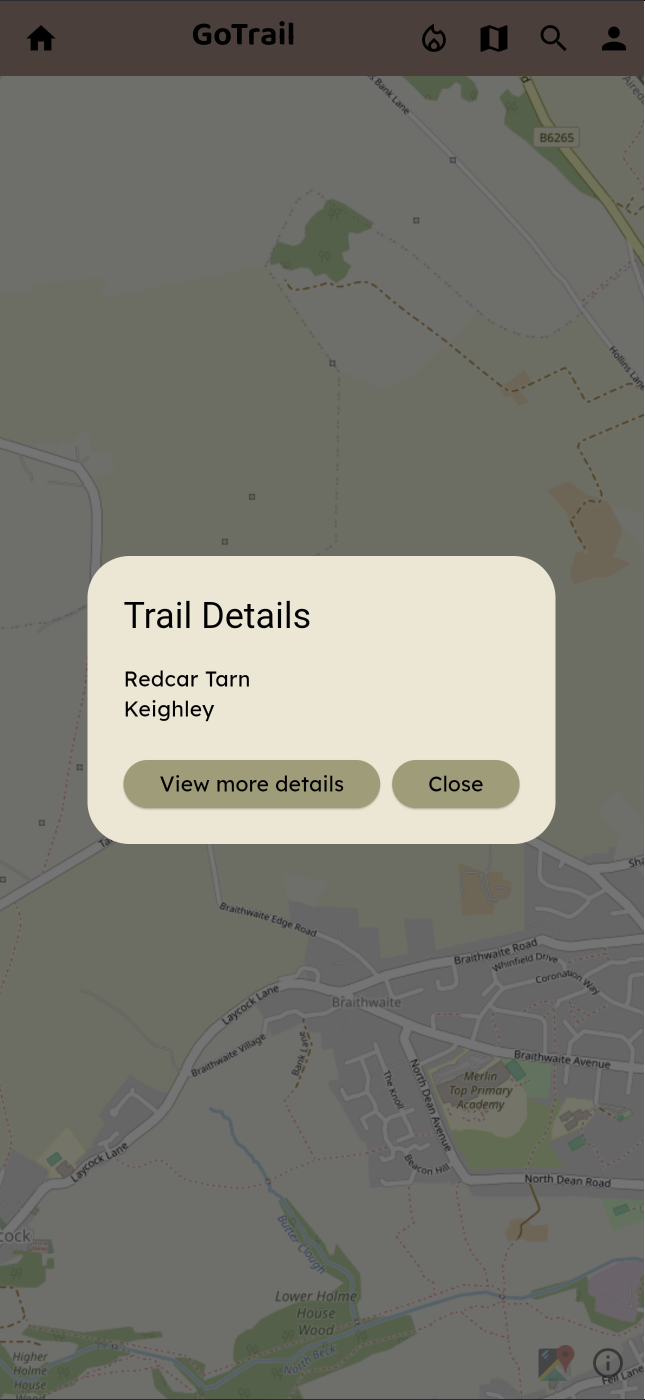 GoTrail
s Bank Lane
B6265
Hollins Lane
Trail Details
Redcar Tarn
Keighley
View more details
Close
Braithwaite Edge Road
Braithwaite Road
Whinfield Drive
Coronation Way
Laycock Lane
Braithwaite
Braithwaite Village
Bank Lane
Braithwaite Avenue
The Knoll
North Dean Avenue
Merlin
Top Primary
Academy
Laycock Lane
Beacon Hill
North Dean Road
cock
Butter Clough
Lower Holme
House
Wood
North Beck
Higher
Holme
House
Wood
Fell Lane